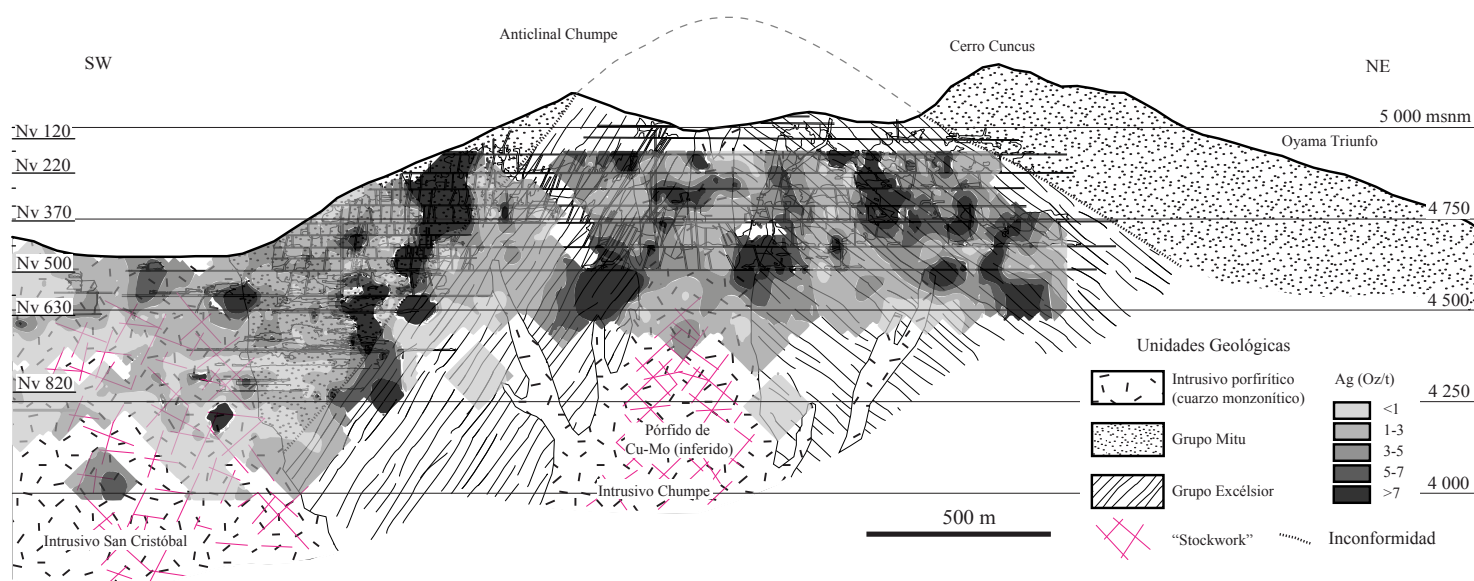 Anticlinal Chumpe
Cerro Cuncus
SW
NE
Nv 120
5 000 msnm
Oyama Triunfo
Nv 220
Nv 370
4 750
Nv 500
Nv 630
4 500
Unidades Geológicas
Intrusivo porfirítico
(cuarzo monzonítico)
Ag (Oz/t)
Nv 820
4 250
<1
1-3
Grupo Mitu
3-5
Pórfido de
Cu-Mo (inferido)
5-7
>7
Grupo Excélsior
4 000
Intrusivo Chumpe
500 m
Intrusivo San Cristóbal
“Stockwork”
Inconformidad